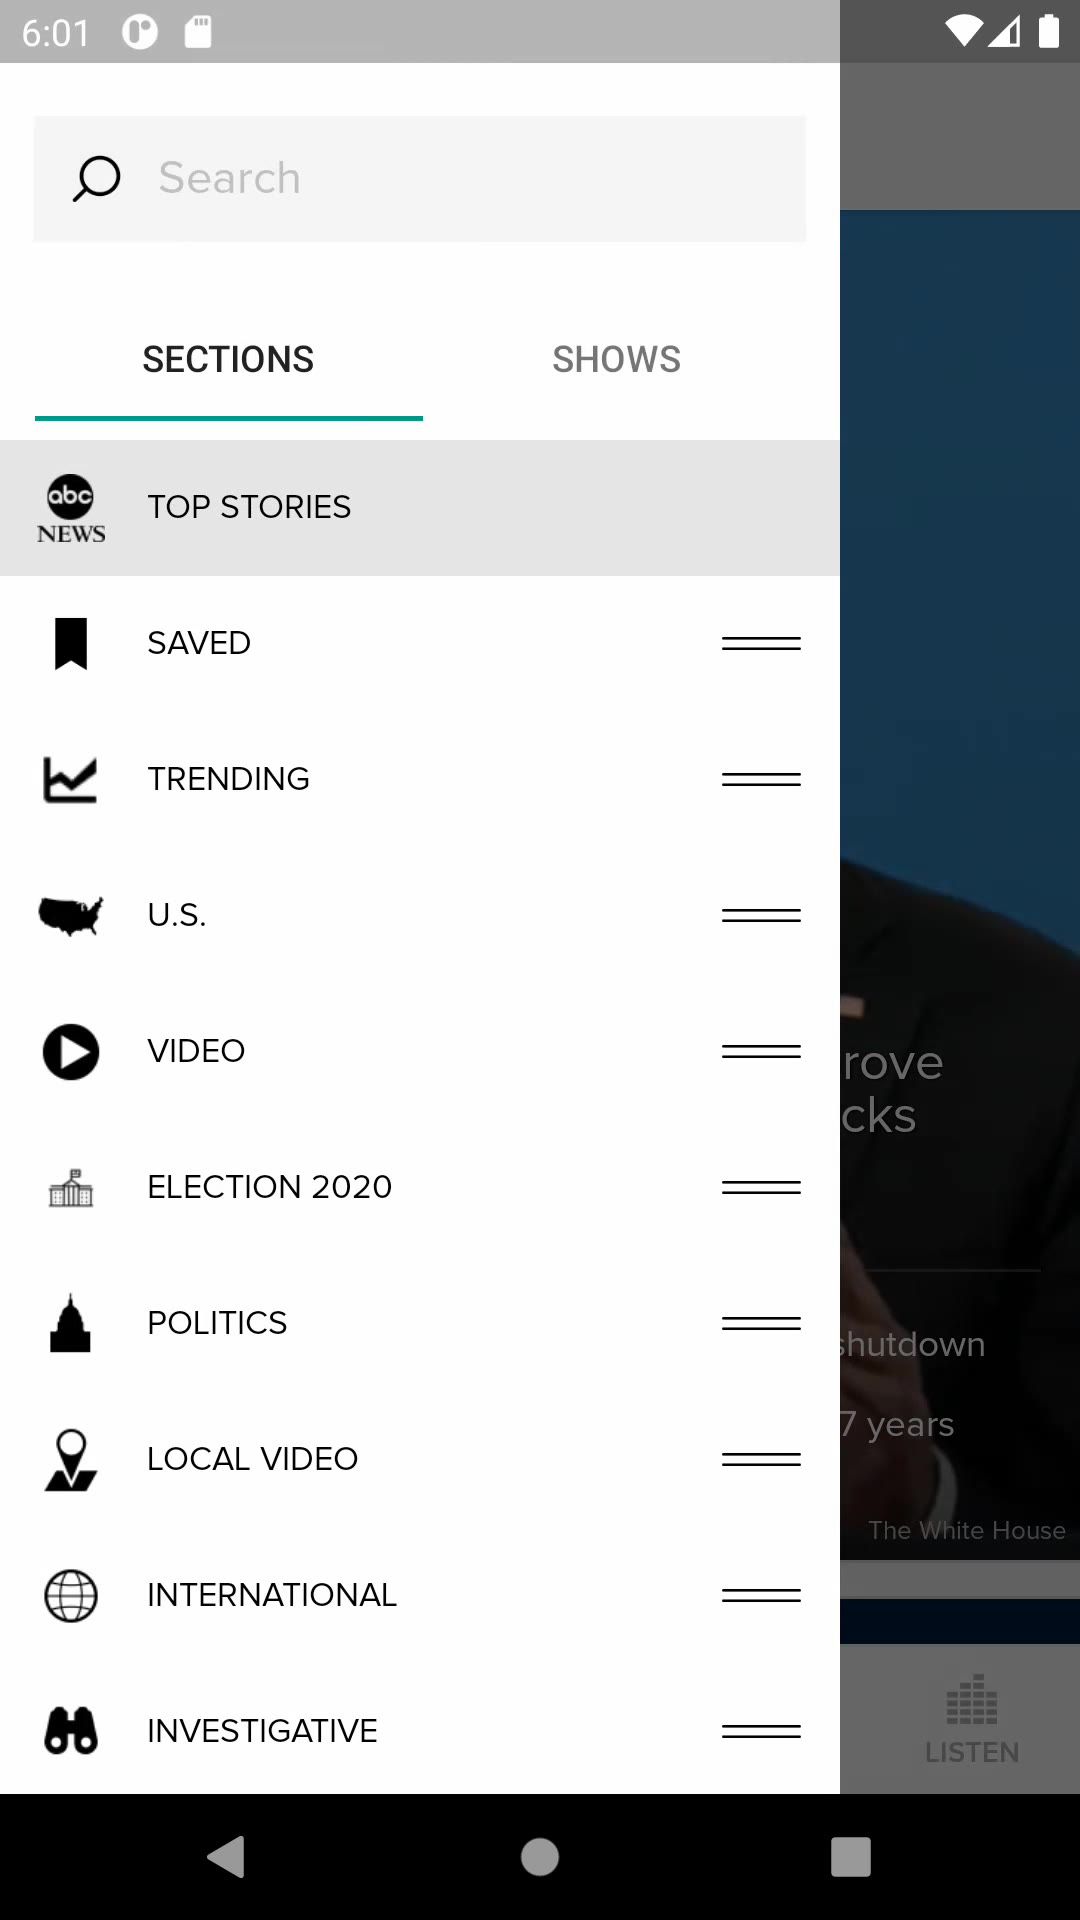 6:01
Search
SECTIONS
SHOWS
abc
NEWS
TOP STORIES
SAVED
TRENDING
U.S.
VIDEO
ELECTION 2020
POLITICS
LOCAL VIDEO
INTERNATIONAL
INVESTIGATIVE
rove
cks
shutdown
7 years
The White House
LISTEN